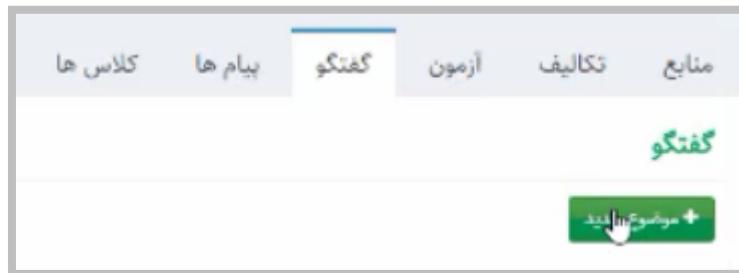 منابع تکالیف آزمون گفتگو پیام ها کلاس ها
گفتگو
+ موضوع